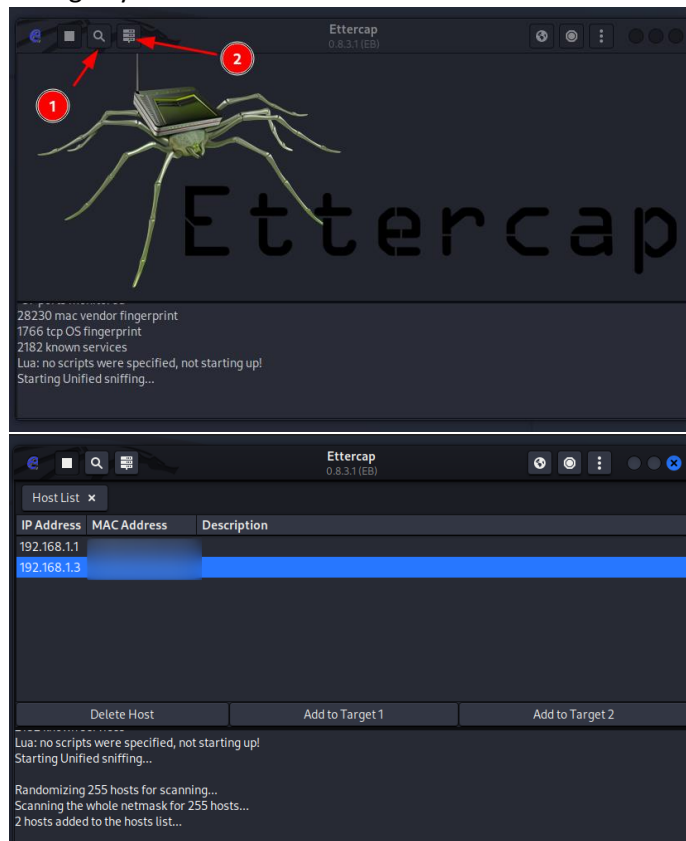 Ettercap
0.8.3.1 (EB)
2
1
Ettercap
28230 mac vendor fingerprint
1766 tcp OS fingerprint
2182 known services
Lua: no scripts were specified, not starting up!
Starting Unified sniffing...
Ettercap
0.8.3.1 (EB)
Host List ×
IP Address MAC Address Description
192.168.1.1
192.168.1.3
Delete Host Add to Target 1 Add to Target 2
Lua: no scripts were specified, not starting up!
Starting Unified sniffing...
Randomizing 255 hosts for scanning...
Scanning the whole netmask for 255 hosts...
2 hosts added to the hosts list...